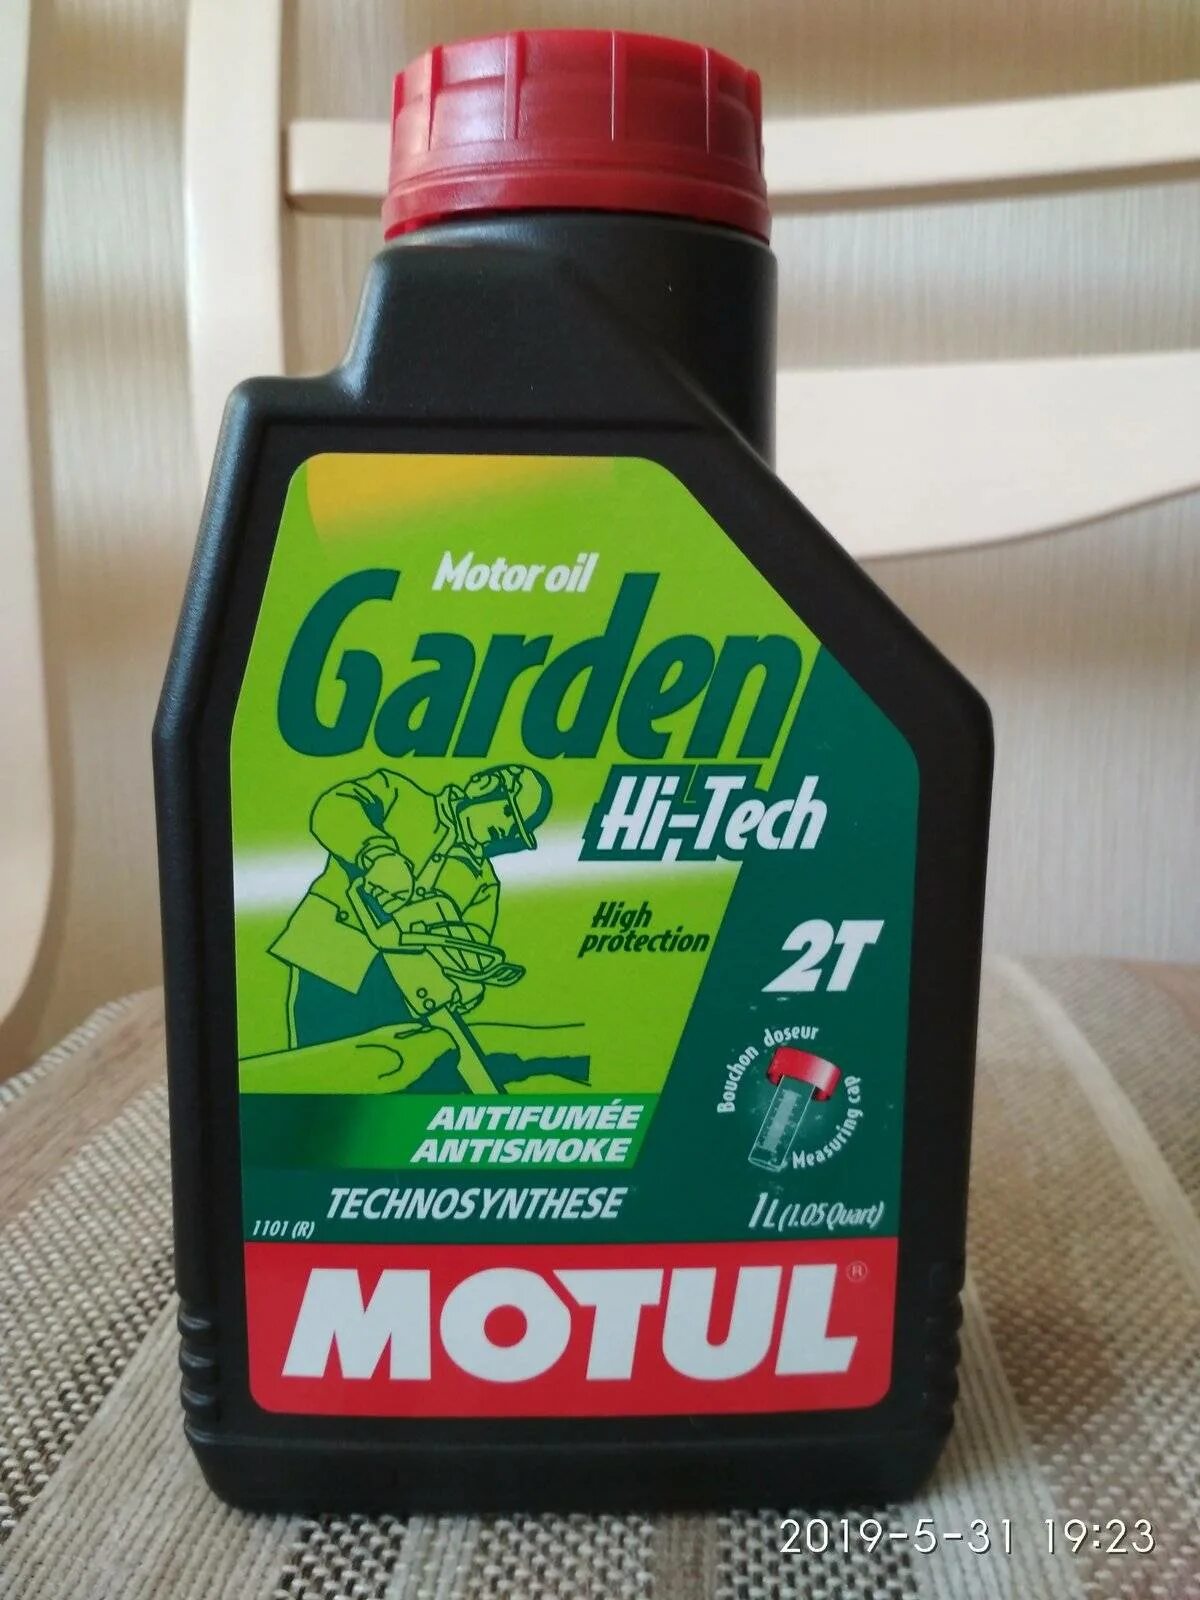 Motor oil
Garden
Hi-Tech
High
protection
2T
Bouchon doseur
Measuring cap
ANTIFUMÉE
ANTISMOKE
TECHNOSYNTHESE
1101 (R)
1L (1.05 Quart)
MOTUL®
2019-5-31 19:23